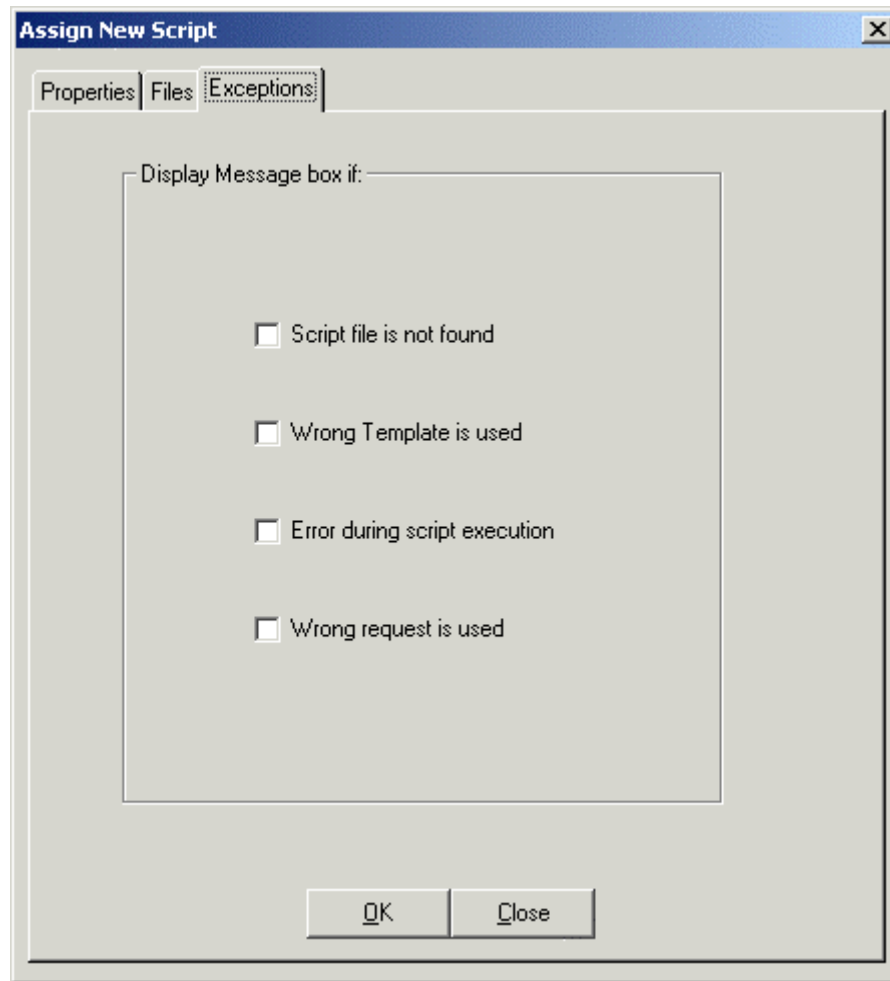 Assign New Script
Properties Files Exceptions
Display Message box if:
Script file is not found
Wrong Template is used
Error during script execution
Wrong request is used
OK Close